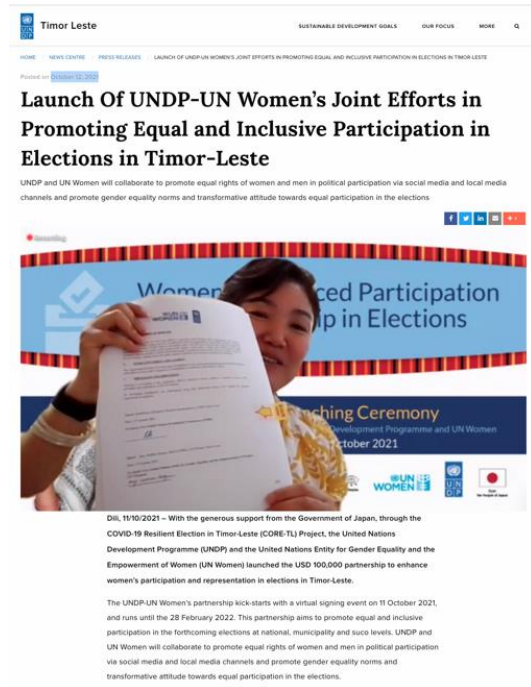 Timor Leste
SUSTAINABLE DEVELOPMENT GOALS OUR FOCUS MORE
HOME NEWS CENTRE PRESS RELEASES LAUNCH OF UNDP-UN WOMEN'S JOINT EFFORTS IN PROMOTING EQUAL AND INCLUSIVE PARTICIPATION IN ELECTIONS IN TIMOR-LESTE
Posted on October 12, 2021
Launch Of UNDP-UN Women's Joint Efforts in
Promoting Equal and Inclusive Participation in
Elections in Timor-Leste
UNDP and UN Women will collaborate to promote equal rights of women and men in political participation via social media and local media
channels and promote gender equality norms and transformative attitude towards equal participation in the elections
Recording
Women ced Participation
p in Elections
UN WOMEN
ching Ceremony
Development Programme and UN Women
ctober 2021
UN WOMEN
UNDP
Dili, 11/10/2021 – With the generous support from the Government of Japan, through the
COVID-19 Resilient Election in Timor-Leste (CORE-TL) Project, the United Nations
Development Programme (UNDP) and the United Nations Entity for Gender Equality and the
Empowerment of Women (UN Women) launched the USD 100,000 partnership to enhance
women's participation and representation in elections in Timor-Leste.
The UNDP-UN Women's partnership kick-starts with a virtual signing event on 11 October 2021,
and runs until the 28 February 2022. This partnership aims to promote equal and inclusive
participation in the forthcoming elections at national, municipality and suco levels. UNDP and
UN Women will collaborate to promote equal rights of women and men in political participation
via social media and local media channels and promote gender equality norms and
transformative attitude towards equal participation in the elections.